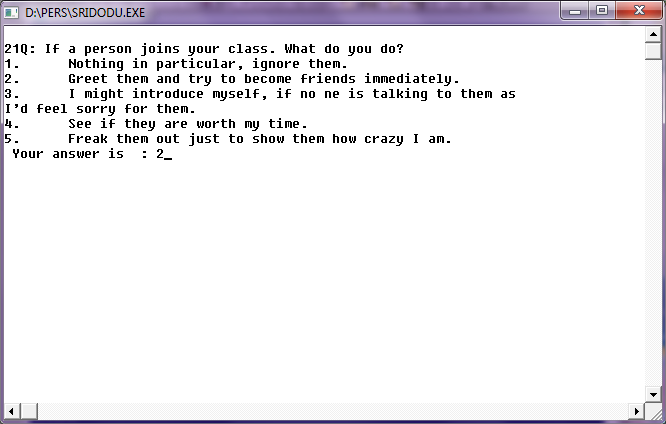 D:\PERS\SRIDODU.EXE
21Q: If a person joins your class. What do you do?
1. Nothing in particular, ignore them.
2. Greet them and try to become friends immediately.
3. I might introduce myself, if no ne is talking to them as
I'd feel sorry for them.
4. See if they are worth my time.
5. Freak them out just to show them how crazy I am.
Your answer is : 2_